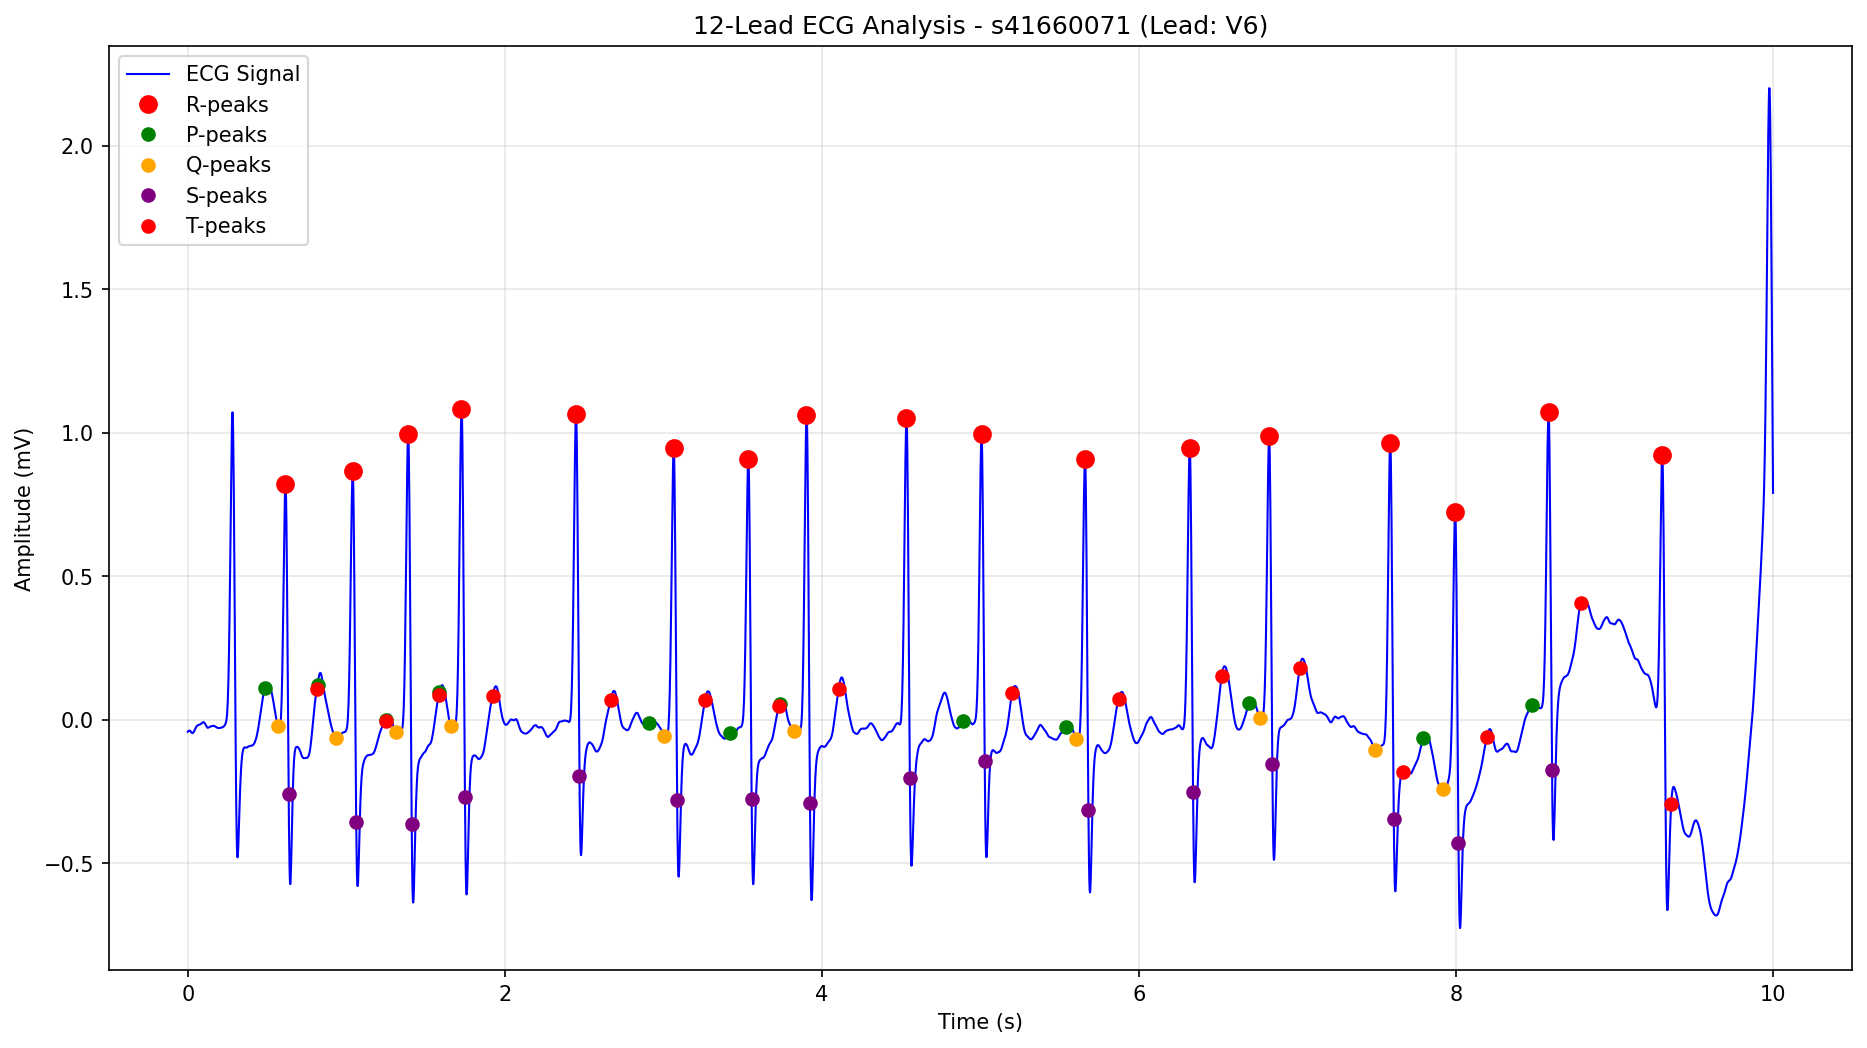 12-Lead ECG Analysis - s41660071 (Lead: V6)
ECG Signal
R-peaks
P-peaks
Q-peaks
S-peaks
T-peaks
Amplitude (mV)
2.0
1.5
1.0
0.5
0.0
−0.5
0 2 4 6 8 10
Time (s)